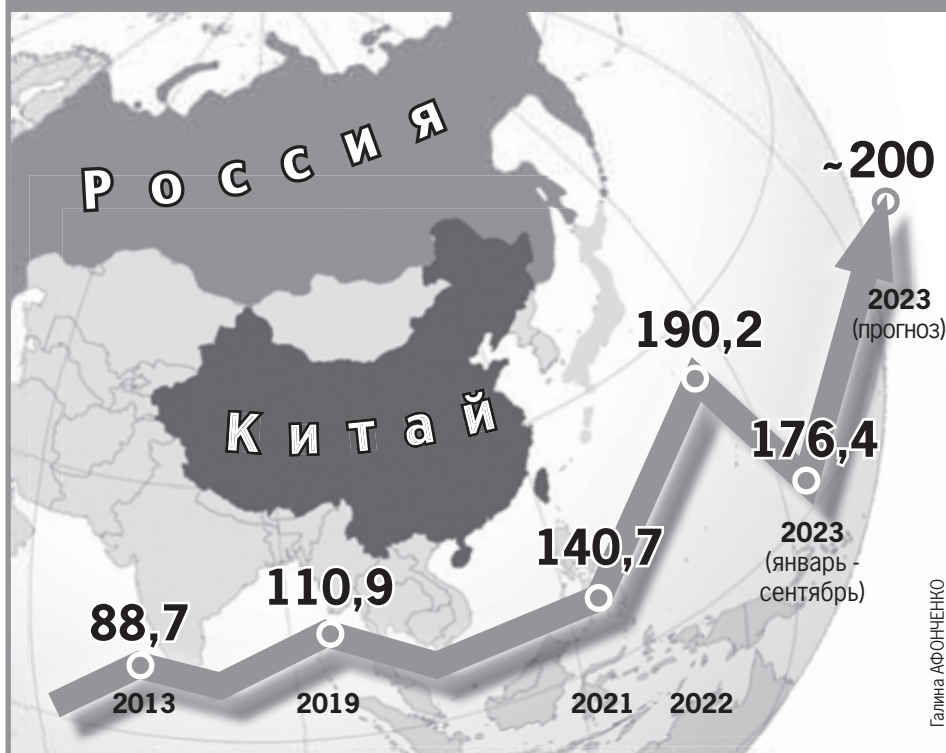 Россия
Китай
88,7
2013
110,9
2019
140,7
2021
190,2
2022
176,4
2023
(январь -
сентябрь)
~200
2023
(прогноз)
Галина АФОНЧЕНКО